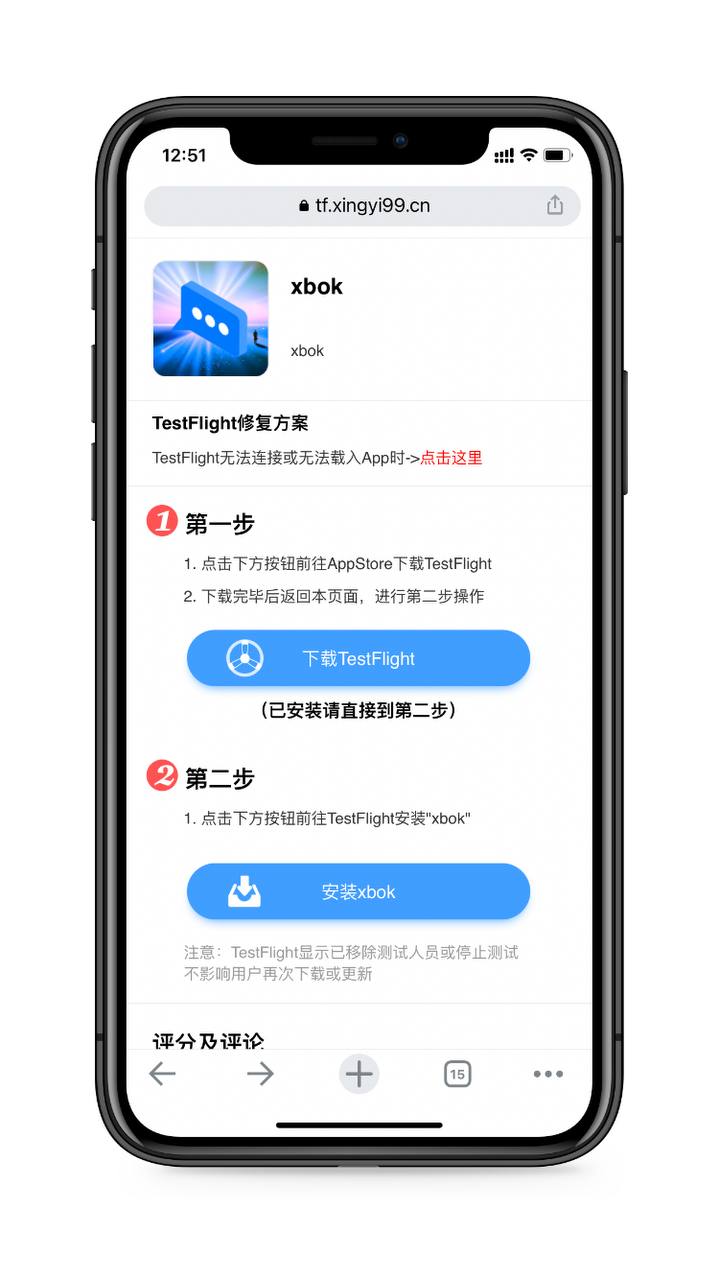 12:51
tf.xingyi99.cn
xbok
xbok
TestFlight修复方案
TestFlight无法连接或无法载入App时->点击这里
1 第一步
1. 点击下方按钮前往AppStore下载TestFlight
2. 下载完毕后返回本页面，进行第二步操作
下载TestFlight
（已安装请直接到第二步）
2 第二步
1. 点击下方按钮前往TestFlight安装"xbok"
安装xbok
注意：TestFlight显示已移除测试人员或停止测试
不影响用户再次下载或更新
评分及评论
15